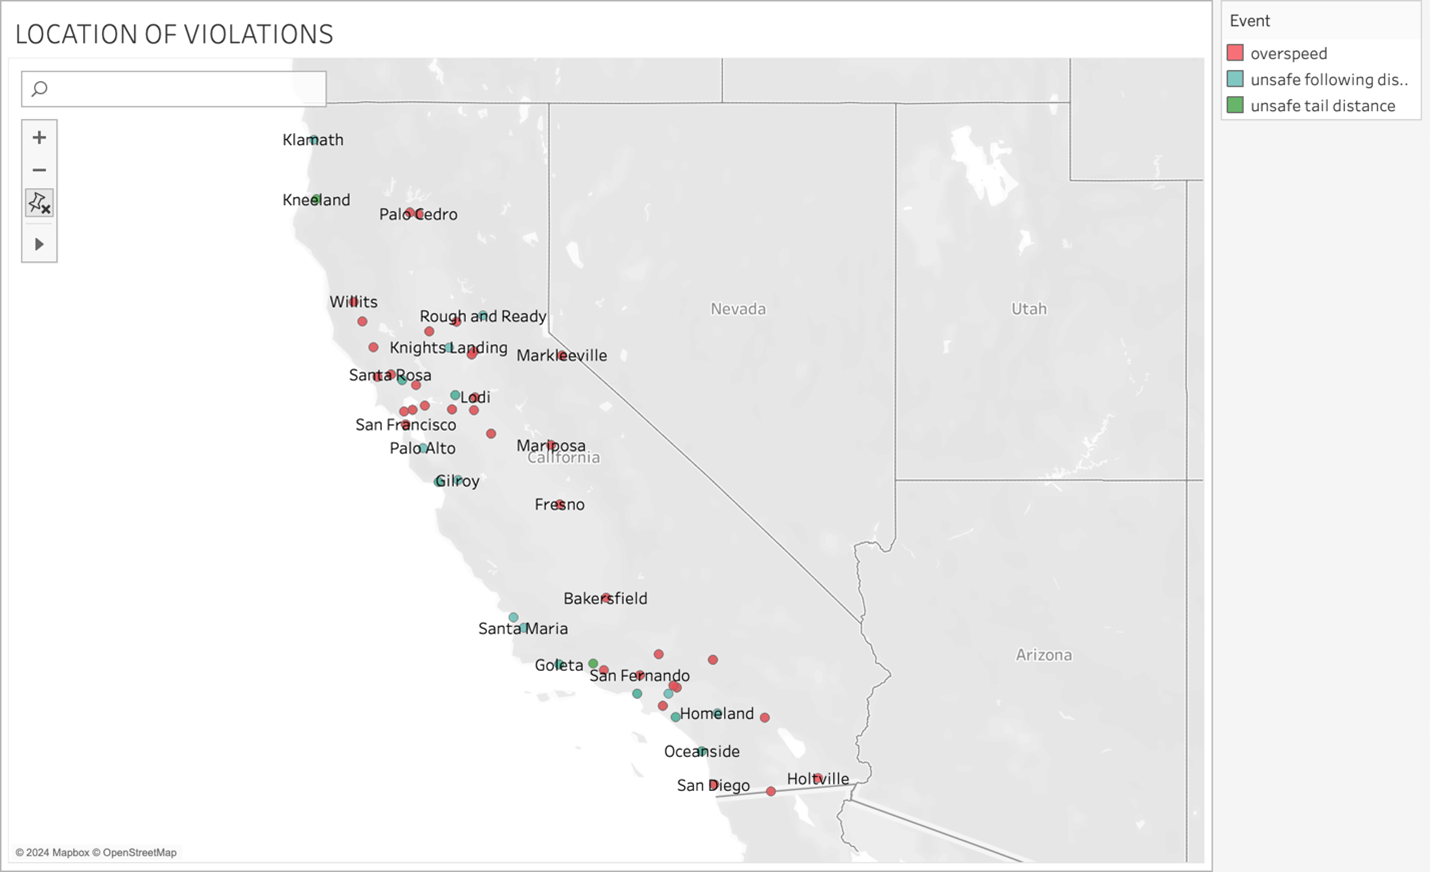 LOCATION OF VIOLATIONS
Event
overspeed
unsafe following dis..
unsafe tail distance
Klamath
Kneeland
Palo Cedro
Willits
Rough and Ready
Nevada
Utah
Knights Landing
Markleeville
Santa Rosa
Lodi
San Francisco
Palo Alto
Mariposa
California
Gilroy
Fresno
Bakersfield
Santa Maria
Goleta
San Fernando
Arizona
Homeland
Oceanside
San Diego
Holtville
© 2024 Mapbox © OpenStreetMap